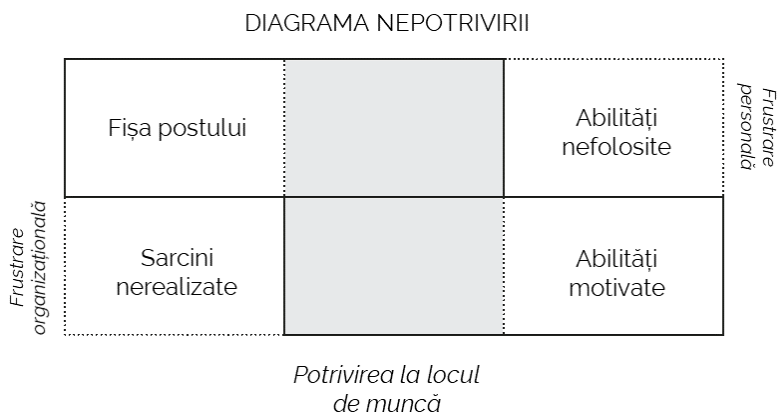 DIAGRAMA NEPOTRIVIRII
Fișa postului
Abilități
nefolosite
Frustrare
personală
Frustrare
organizațională
Sarcini
nerealizate
Abilități
motivate
Potrivirea la locul
de muncă